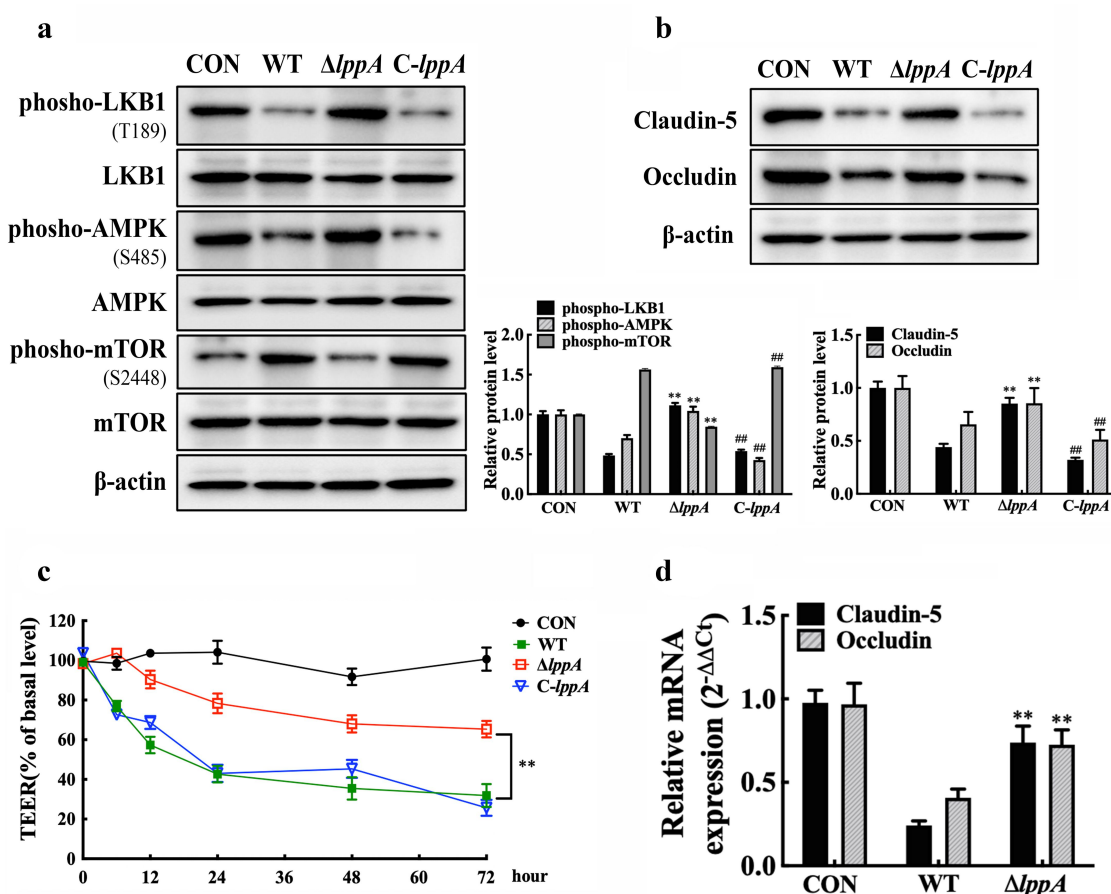 a
CON WT ΔlppA C-lppA
phosho-LKB1
(T189)
LKB1
phosho-AMPK
(S485)
AMPK
phosho-mTOR
(S2448)
mTOR
β-actin
b
CON WT ΔlppA C-lppA
Claudin-5
Occludin
β-actin
Relative protein level
2.0
1.5
1.0
0.5
0.0
phospho-LKB1
phospho-AMPK
phospho-mTOR
** ** **
## ## ##
CON WT ΔlppA C-lppA
Relative protein level
1.5
1.0
0.5
0.0
Claudin-5
Occludin
** **
## ##
CON WT ΔlppA C-lppA
c
TEER(% of basal level)
120
100
80
60
40
20
0
0 12 24 36 48 60 72 hour
CON
WT
ΔlppA
C-lppA
**
d
Relative mRNA
expression (2-ΔΔCt)
1.5
1.0
0.5
0.0
Claudin-5
Occludin
** **
CON WT ΔlppA